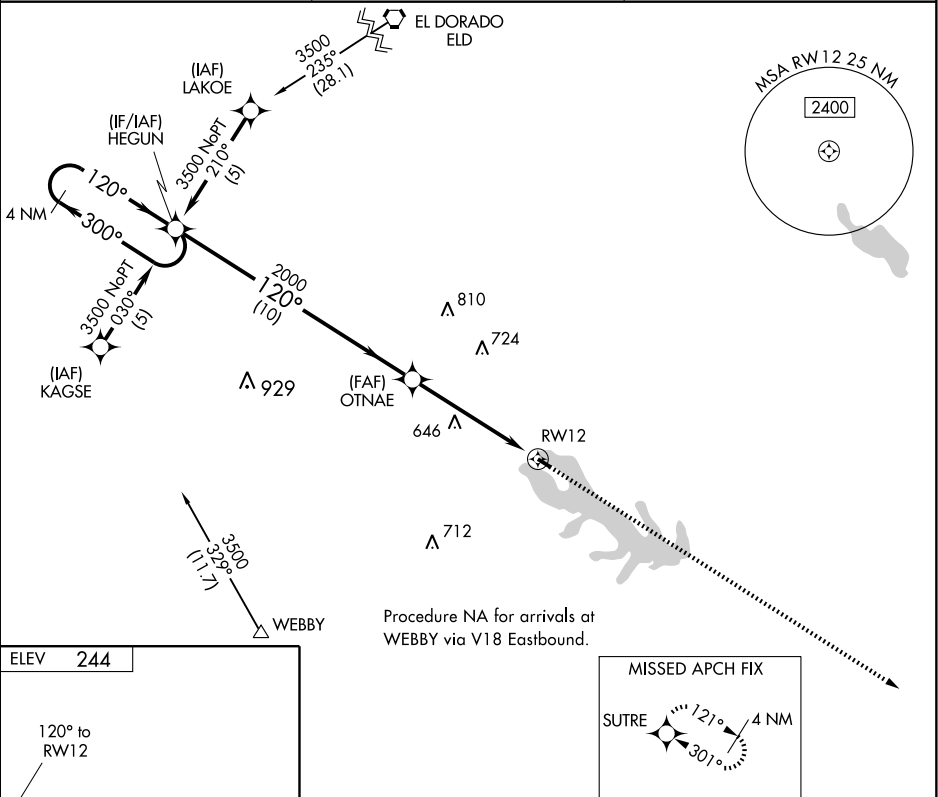 EL DORADO
ELD
3500
235°
(28.1)
(IAF)
LAKOE
MSA RW12 25 NM
2400
(IF/IAF)
HEGUN
3500 NoPT
210°
(5)
120°
4 NM
300°
3500 NoPT
030°
(5)
(IAF)
KAGSE
2000
120°
(10)
810
724
929
(FAF)
OTNAE
646
RW12
712
3500
329°
(11.7)
WEBBY
Procedure NA for arrivals at
WEBBY via V18 Eastbound.
ELEV 244
120° to
RW12
MISSED APCH FIX
SUTRE
121°
4 NM
301°